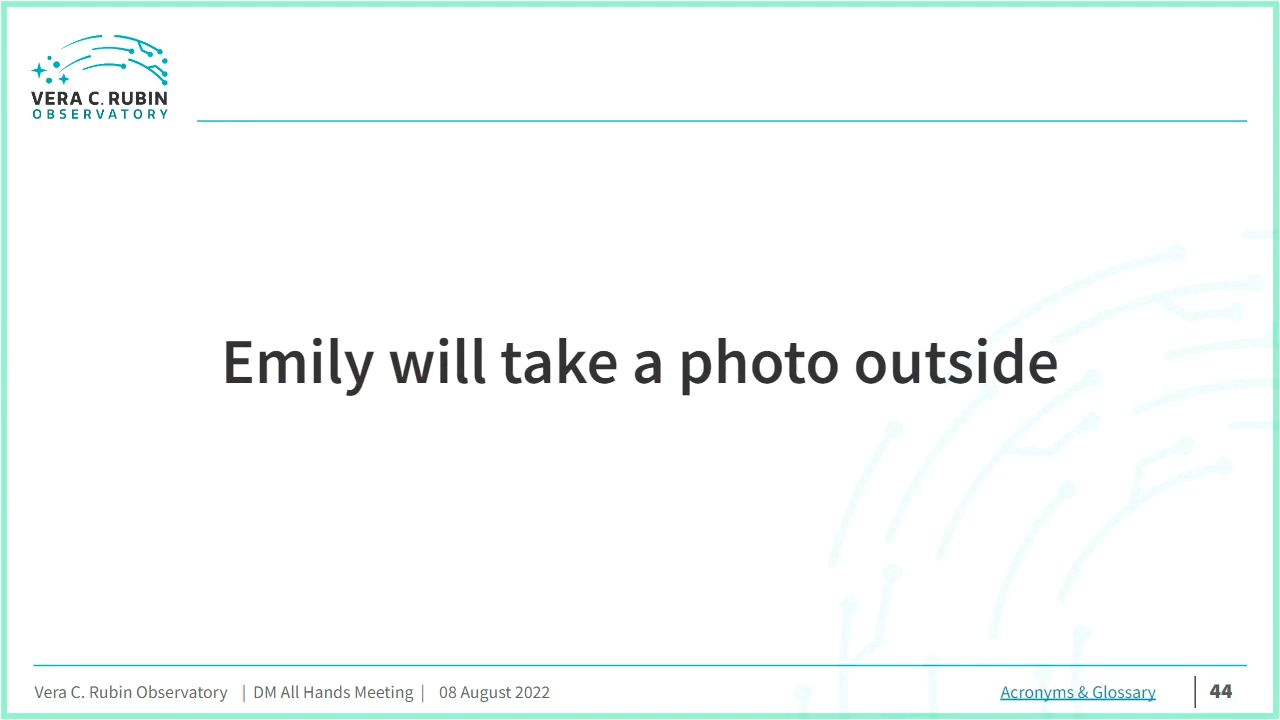 VERA C. RUBIN
OBSERVATORY
Emily will take a photo outside
Vera C. Rubin Observatory | DM All Hands Meeting | 08 August 2022
Acronyms & Glossary | 44